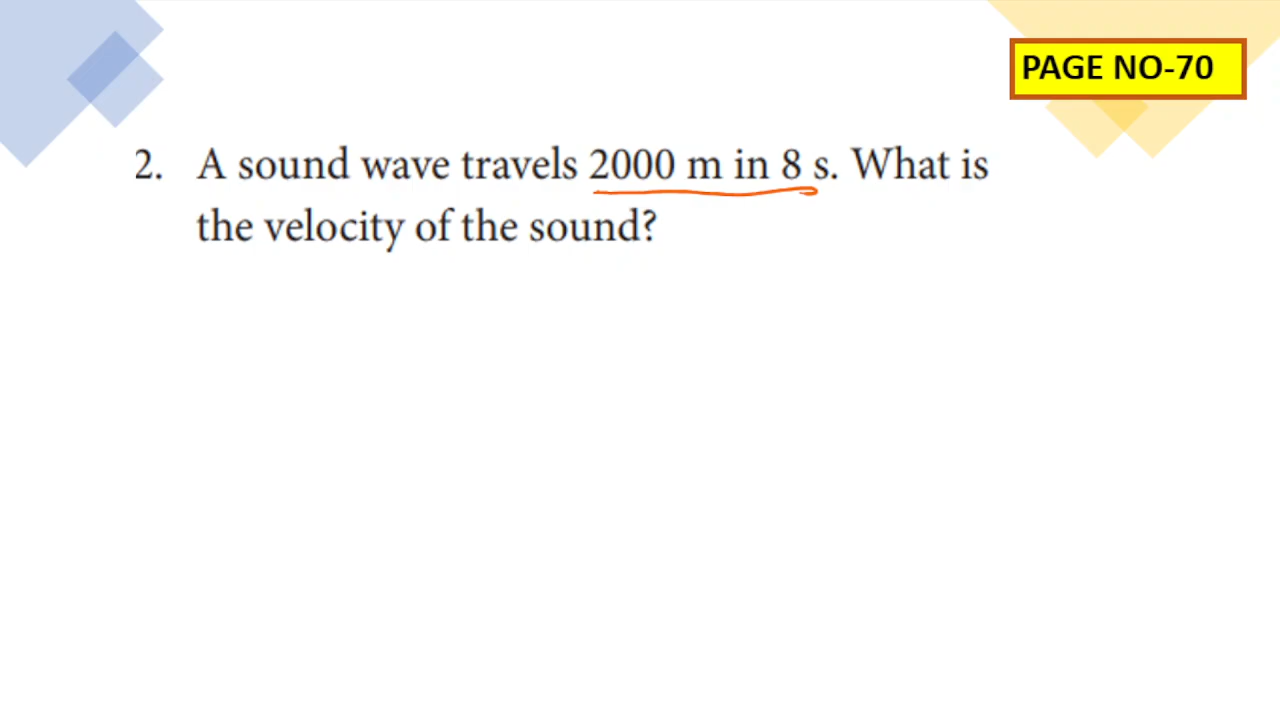 PAGE NO-70
2. A sound wave travels 2000 m in 8 s. What is
the velocity of the sound?